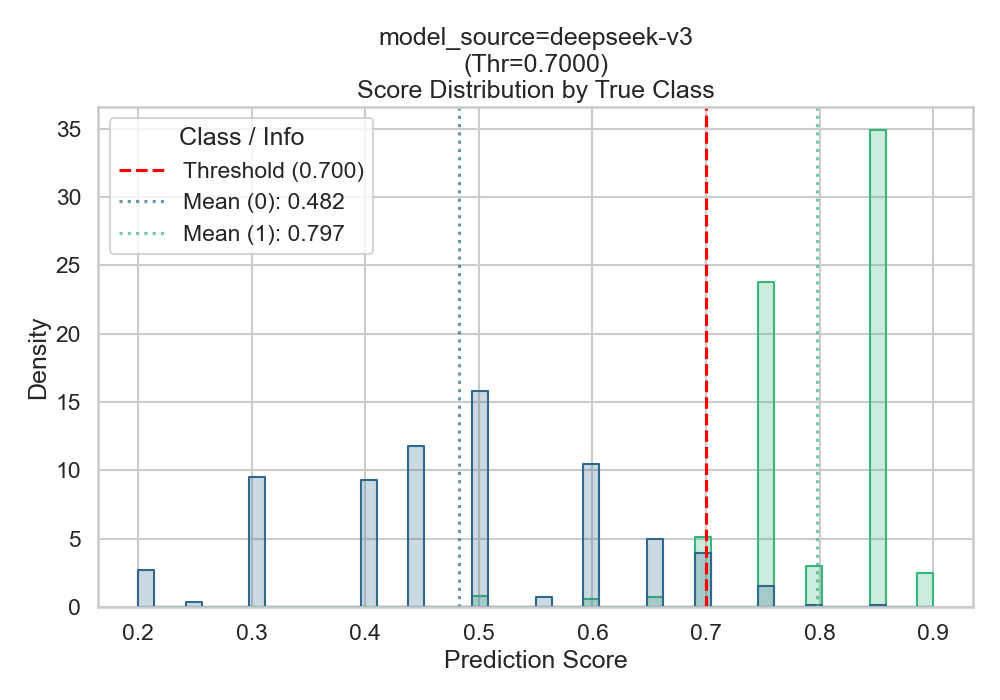 model_source=deepseek-v3
(Thr=0.7000)
Score Distribution by True Class
Class / Info
Threshold (0.700)
Mean (0): 0.482
Mean (1): 0.797
Density
35
30
25
20
15
10
5
0
0.2 0.3 0.4 0.5 0.6 0.7 0.8 0.9
Prediction Score